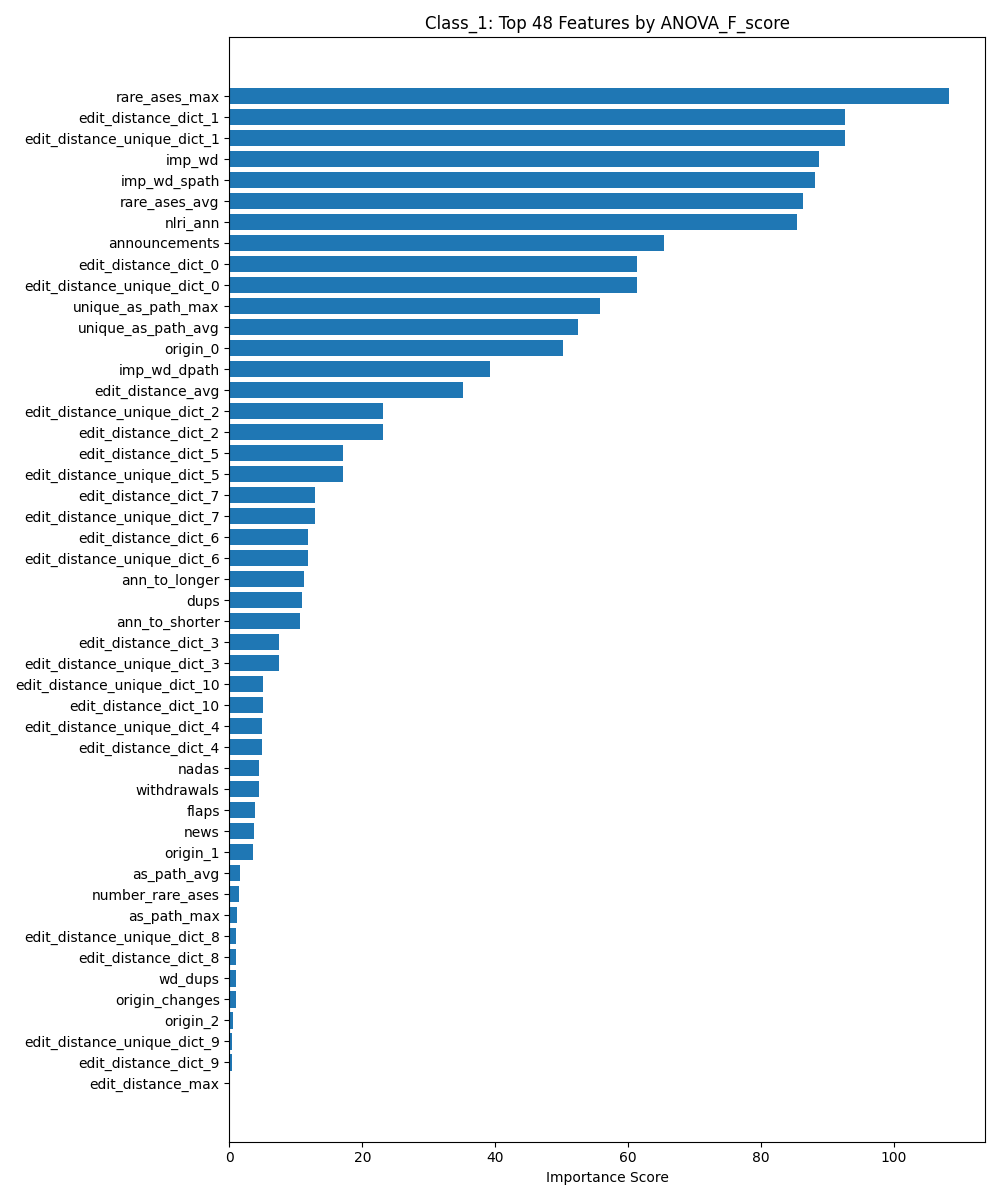 Class_1: Top 48 Features by ANOVA_F_score
rare_ases_max
edit_distance_dict_1
edit_distance_unique_dict_1
imp_wd
imp_wd_spath
rare_ases_avg
nlri_ann
announcements
edit_distance_dict_0
edit_distance_unique_dict_0
unique_as_path_max
unique_as_path_avg
origin_0
imp_wd_dpath
edit_distance_avg
edit_distance_unique_dict_2
edit_distance_dict_2
edit_distance_dict_5
edit_distance_unique_dict_5
edit_distance_dict_7
edit_distance_unique_dict_7
edit_distance_dict_6
edit_distance_unique_dict_6
ann_to_longer
dups
ann_to_shorter
edit_distance_dict_3
edit_distance_unique_dict_3
edit_distance_unique_dict_10
edit_distance_dict_10
edit_distance_unique_dict_4
edit_distance_dict_4
nadas
withdrawals
flaps
news
origin_1
as_path_avg
number_rare_ases
as_path_max
edit_distance_unique_dict_8
edit_distance_dict_8
wd_dups
origin_changes
origin_2
edit_distance_unique_dict_9
edit_distance_dict_9
edit_distance_max
0 20 40 60 80 100
Importance Score